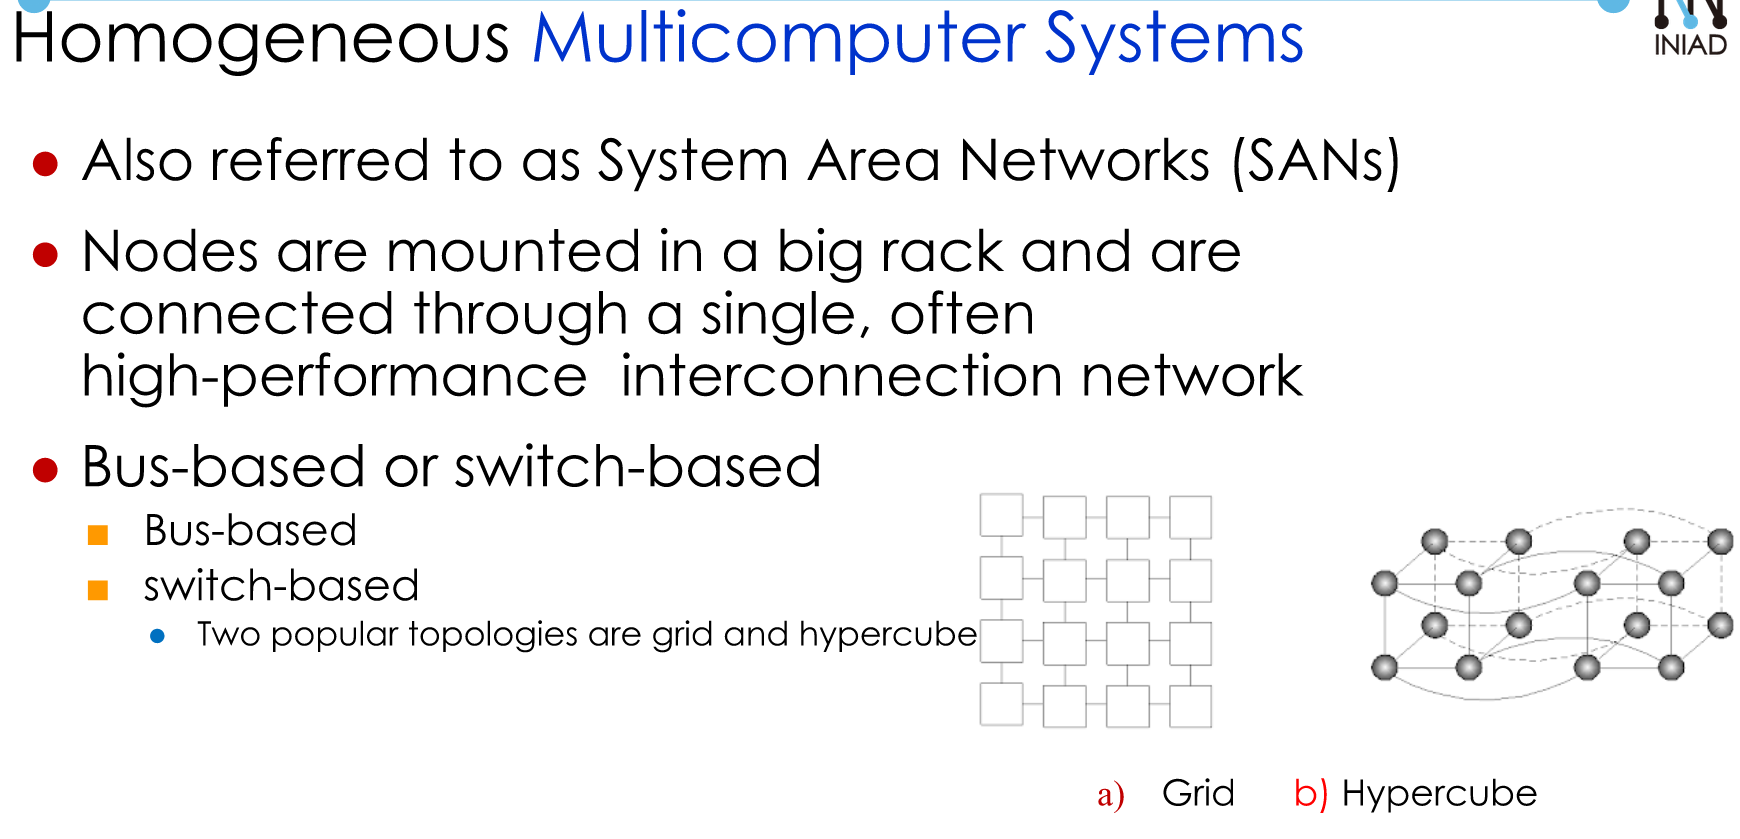 Homogeneous Multicomputer Systems
INIAD
● Also referred to as System Area Networks (SANs)
● Nodes are mounted in a big rack and are
connected through a single, often
high-performance interconnection network
● Bus-based or switch-based
■ Bus-based
■ switch-based
● Two popular topologies are grid and hypercube
a) Grid b) Hypercube